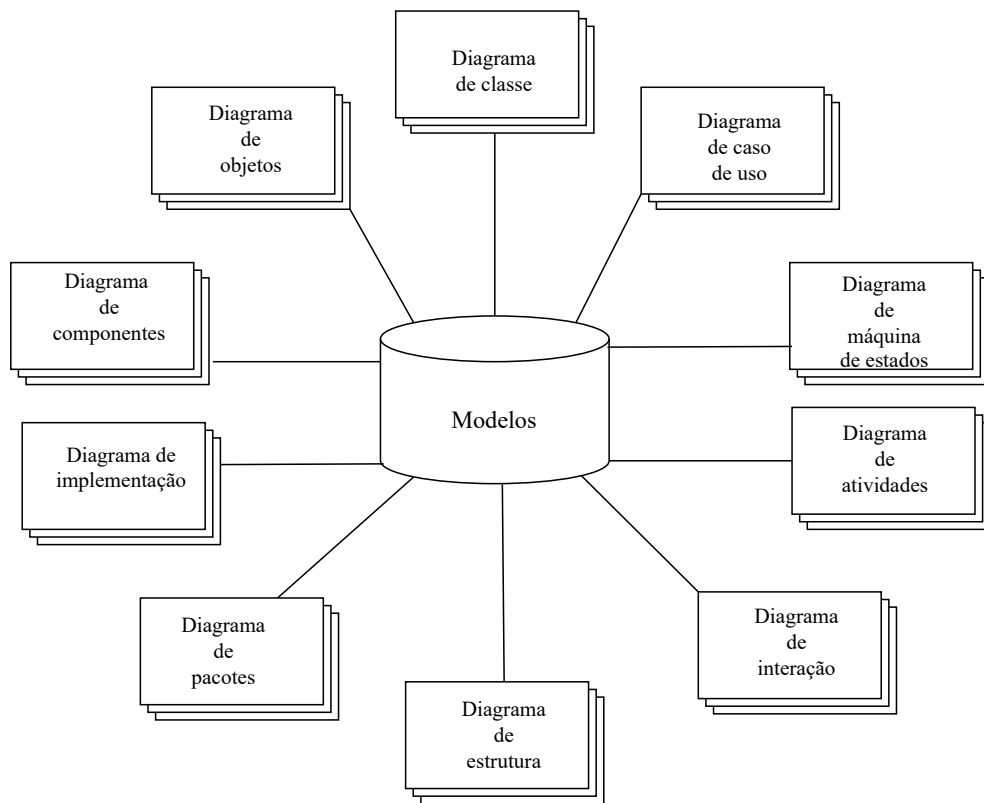 Diagrama
de classe
Diagrama
de
objetos
Diagrama
de caso
de uso
Diagrama
de
componentes
Diagrama
de
máquina
de estados
Modelos
Diagrama de
implementação
Diagrama
de
atividades
Diagrama
de
pacotes
Diagrama
de
interação
Diagrama
de
estrutura